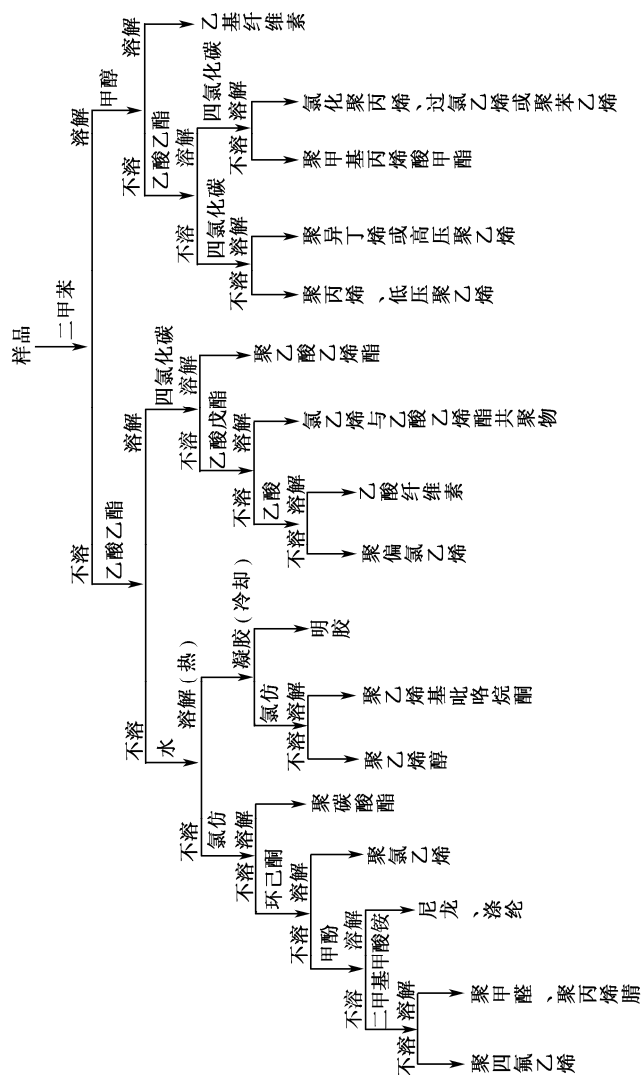 样品
二甲苯
不溶
溶解
乙酸乙酯
甲醇
不溶
溶解
不溶
溶解
水
四氯化碳
乙酸乙酯
乙基纤维素
不溶
溶解(热)
不溶
溶解
不溶
溶解
氯仿
凝胶(冷却)
乙酸戊酯
聚乙酸乙烯酯
四氯化碳
四氯化碳
不溶
溶解
氯仿
明胶
不溶
溶解
不溶
溶解
不溶
溶解
环己酮
聚碳酸酯
不溶
溶解
乙酸
氯乙烯与乙酸乙烯酯共聚物
聚丙烯、低压聚乙烯
聚异丁烯或高压聚乙烯
聚甲基丙烯酸甲酯
氯化聚丙烯、过氯乙烯或聚苯乙烯
不溶
溶解
聚乙烯醇
聚乙烯基吡咯烷酮
不溶
溶解
甲酚
聚氯乙烯
聚偏氯乙烯
乙酸纤维素
不溶
溶解
二甲基甲酸铵
尼龙、涤纶
不溶
溶解
聚四氟乙烯
聚甲醛、聚丙烯腈